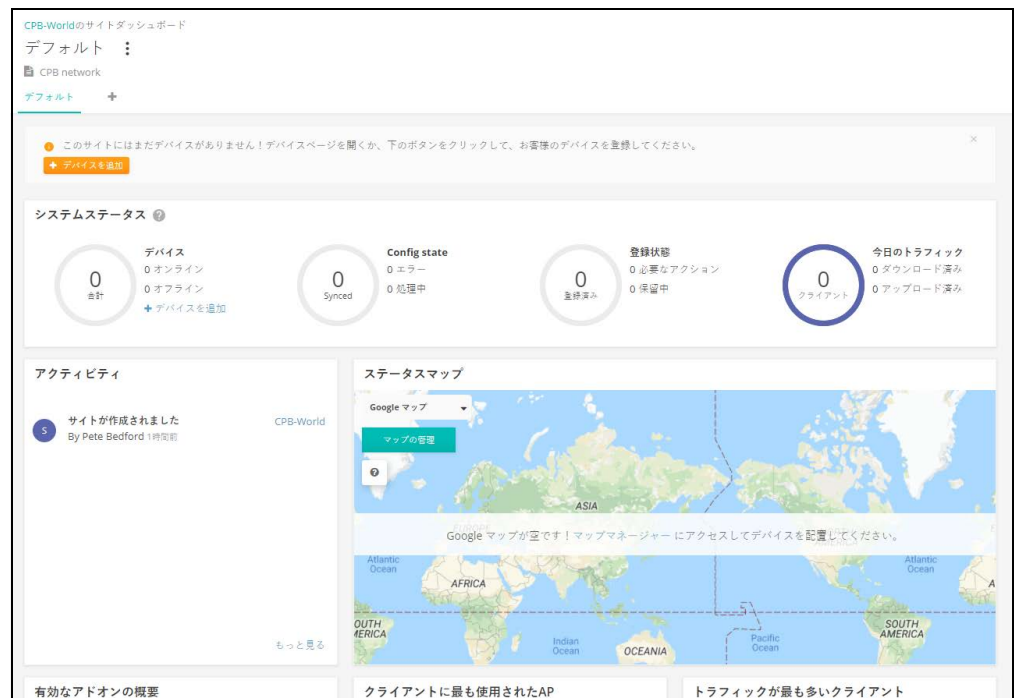 CPB-Worldのサイトダッシュボード
デフォルト
CPB network
デフォルト +
このサイトにはまだデバイスがありません！デバイスページを開くか、下のボタンをクリックして、お客様のデバイスを登録してください。 ×
+ デバイスを追加
システムステータス ?
0
合計
デバイス
0 オンライン
0 オフライン
+ デバイスを追加
0
Synced
Config state
0 エラー
0 処理中
0
登録済み
登録状態
0 必要なアクション
0 保留中
0
クライアント
今日のトラフィック
0 ダウンロード済み
0 アップロード済み
アクティビティ
S
サイトが作成されました CPB-World
By Pete Bedford 1時間前
もっと見る
ステータスマップ
Google マップ
マップの管理
?
ASIA
EUROPE
Google マップが空です！マップマネージャー にアクセスしてデバイスを配置してください。
Atlantic
Ocean
Atlantic
Ocean
AFRICA
SOUTH
AMERICA
Indian
Ocean
OCEANIA
Pacific
Ocean
有効なアドオンの概要
クライアントに最も使用されたAP
トラフィックが最も多いクライアント